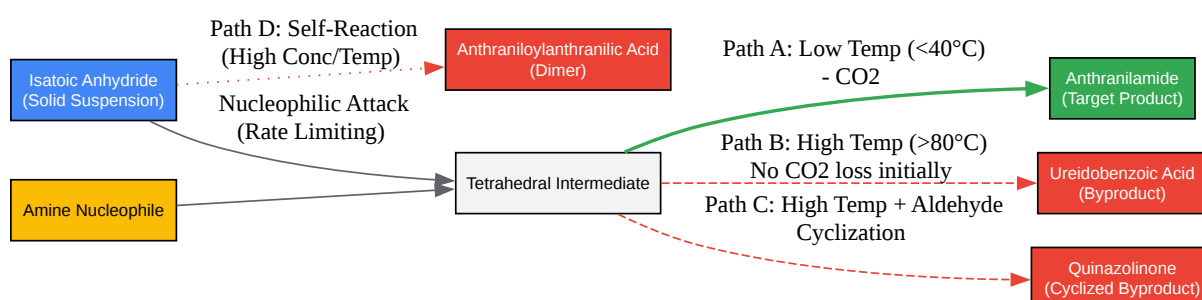 Path D: Self-Reaction
(High Conc/Temp)
Isatoic Anhydride
(Solid Suspension)
Anthraniloylanthranilic Acid
(Dimer)
Nucleophilic Attack
(Rate Limiting)
Amine Nucleophile
Tetrahedral Intermediate
Path A: Low Temp (<40°C)
- CO2
Anthranilamide
(Target Product)
Path B: High Temp (>80°C)
No CO2 loss initially
Ureidobenzoic Acid
(Byproduct)
Path C: High Temp + Aldehyde
Cyclization
Quinazolinone
(Cyclized Byproduct)